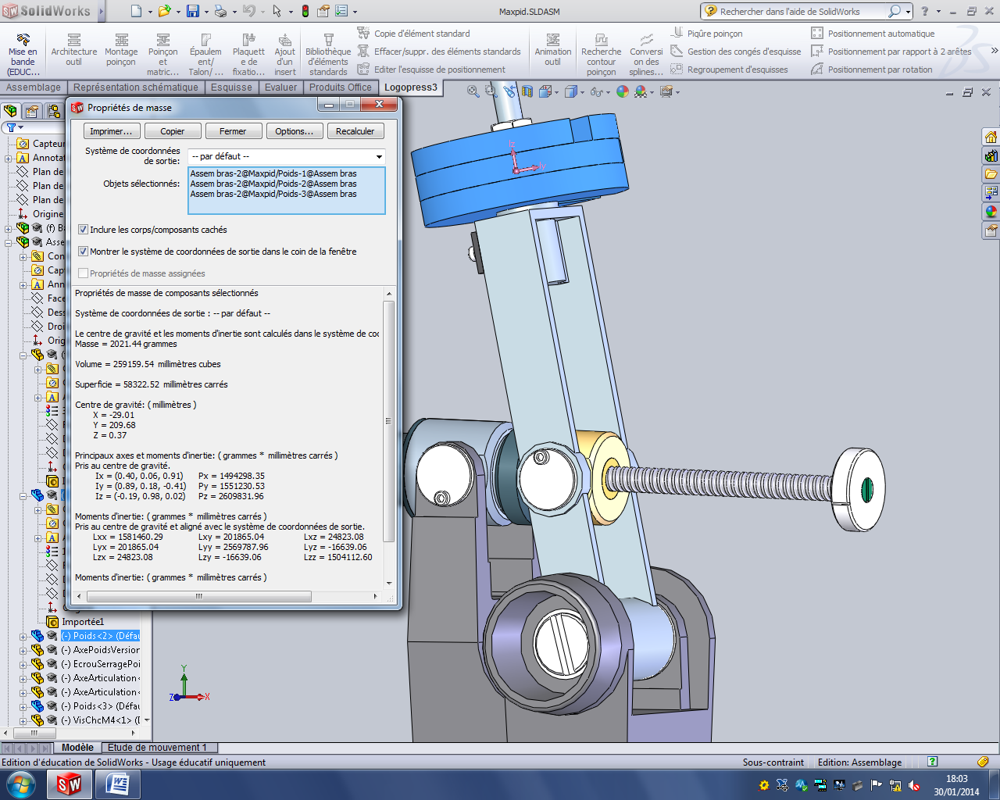 SolidWorks
Maxpid.SLDASM
Rechercher dans l'aide de SolidWorks
Mise en bande (EDUC...
Architecture outil
Montage poinçon
Poinçon et matric...
Épaulement/ Talon/ ...
Plaquette de fixatio...
Ajout d'un insert
Bibliothèque d'éléments standards
Copie d'élément standard
Effacer/suppr. des éléments standards
Editer l'esquisse de positionnement
Animation outil
Recherche contour poinçon
Conversion des splines...
Piqûre poinçon
Gestion des congés d'esquisse
Regroupement d'esquisses
Positionnement automatique
Positionnement par rapport à 2 arêtes
Positionnement par rotation
Assemblage
Représentation schématique
Esquisse
Evaluer
Produits Office
Logopress3
Propriétés de masse
Imprimer...
Copier
Fermer
Options...
Recalculer
Système de coordonnées de sortie:
-- par défaut --
Objets sélectionnés:
Assem bras-2@Maxpid/Poids-1@Assem bras
Assem bras-2@Maxpid/Poids-2@Assem bras
Assem bras-2@Maxpid/Poids-3@Assem bras
Inclure les corps/composants cachés
Montrer le système de coordonnées de sortie dans le coin de la fenêtre
Propriétés de masse assignées
Propriétés de masse de composants sélectionnés
Système de coordonnées de sortie : -- par défaut --
Le centre de gravité et les moments d'inertie sont calculés dans le système de coo
Masse = 2021.44 grammes
Volume = 259159.54 millimètres cubes
Superficie = 58322.52 millimètres carrés
Centre de gravité: ( millimètres )
X = -29.01
Y = 209.68
Z = 0.37
Principaux axes et moments d'inertie: ( grammes * millimètres carrés )
Pris au centre de gravité.
Ix = (0.40, 0.06, 0.91) Px = 1494298.35
Iy = (0.89, 0.18, -0.41) Py = 1551230.53
Iz = (-0.19, 0.98, 0.02) Pz = 2609831.96
Moments d'inertie: ( grammes * millimètres carrés )
Pris au centre de gravité et aligné avec le système de coordonnées de sortie.
Lxx = 1581460.29 Lxy = 201865.04 Lxz = 24823.08
Lyx = 201865.04 Lyy = 2569787.96 Lyz = -16639.06
Lzx = 24823.08 Lzy = -16639.06 Lzz = 1504112.60
Moments d'inertie: ( grammes * millimètres carrés )
Capteur
Annotat
Plan de
Plan de
Plan de
Origine
(f) Ba
Asse
Con
Capt
Ann
Face
Dess
Droi
Orig
Importée1
(-) Poids<2> (Défau
(-) AxePoidsVersion
(-) EcrouSerragePoi
(-) AxeArticulation<
(-) AxeArticulation<
(-) Poids<3> (Défau
(-) VisChcM4<1> (D
Y
Z
X
Modèle
Etude de mouvement 1
Edition d'éducation de SolidWorks - Usage éducatif uniquement
Sous-contraint
Edition: Assemblage
18:03
30/01/2014